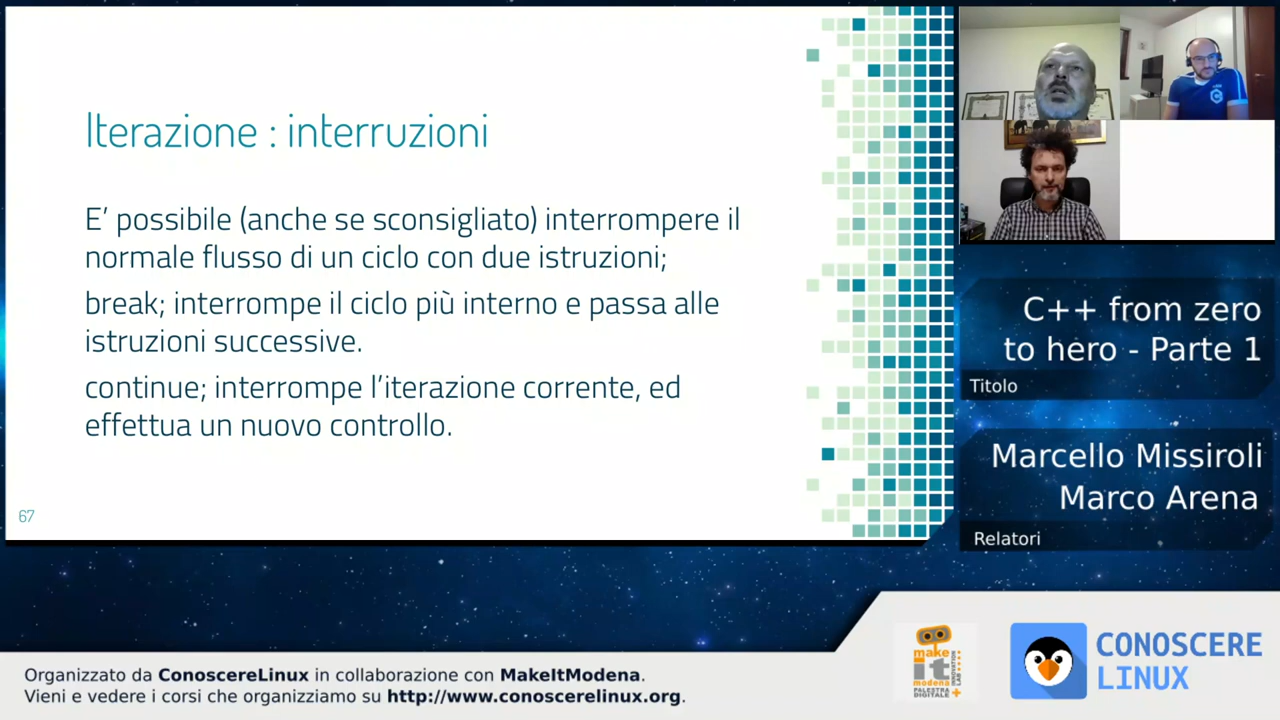 Iterazione : interruzioni
E' possibile (anche se sconsigliato) interrompere il
normale flusso di un ciclo con due istruzioni;
break; interrompe il ciclo più interno e passa alle
istruzioni successive.
continue; interrompe l'iterazione corrente, ed
effettua un nuovo controllo.
67
C++ from zero
to hero - Parte 1
Titolo
Marcello Missiroli
Marco Arena
Relatori
make
it
modena
PALESTRA
DIGITALE
INNOVATION
LAB
CONOSCERE
LINUX
Organizzato da ConoscereLinux in collaborazione con MakeItModena.
Vieni e vedere i corsi che organizziamo su http://www.conoscerelinux.org.